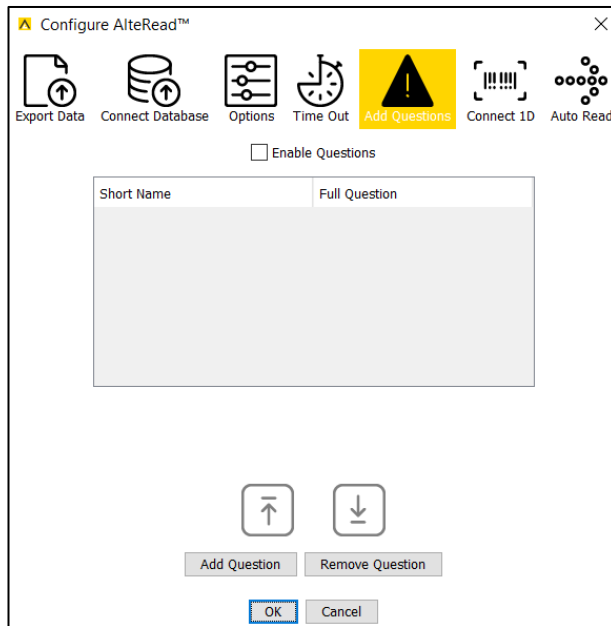 Configure AlteRead™
Export Data Connect Database Options Time Out Add Questions Connect 1D Auto Read
Enable Questions
Short Name Full Question
Add Question Remove Question
OK Cancel